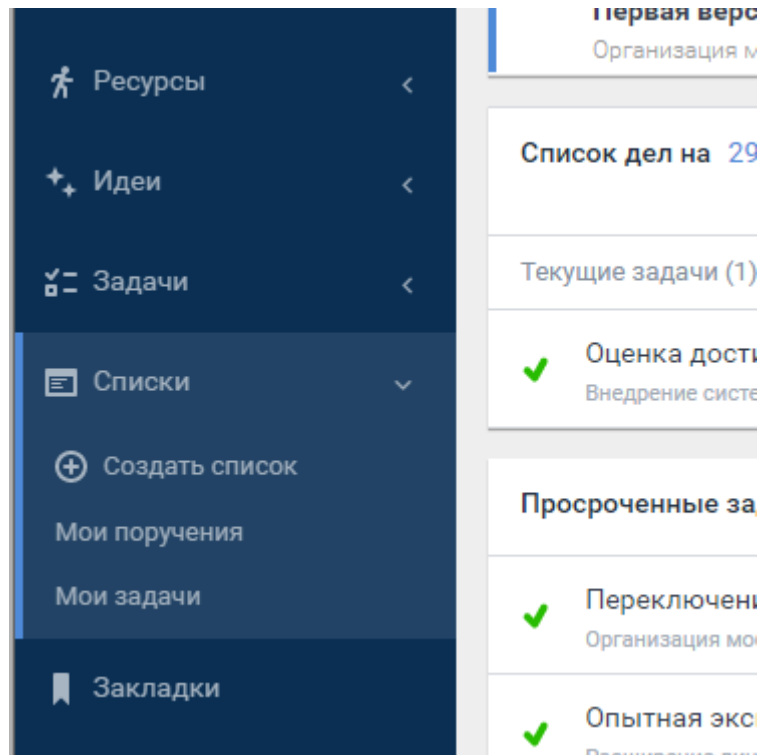 Ресурсы
Идеи
Задачи
Списки
Создать список
Мои поручения
Мои задачи
Закладки
Первая верс
Организация м
Список дел на 29
Текущие задачи (1)
Оценка дости
Внедрение систе
Просроченные за
Переключени
Организация мо
Опытная экс